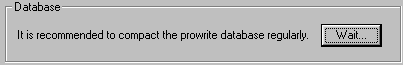 Database
It is recommended to compact the prowrite database regularly. Wait...